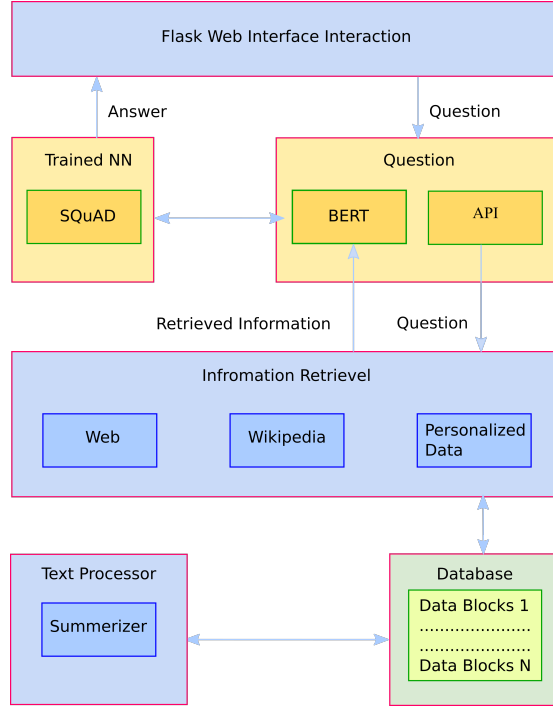 Flask Web Interface Interaction
Answer
Question
Trained NN
SQuAD
Question
BERT
API
Retrieved Information
Question
Infromation Retrievel
Web
Wikipedia
Personalized
Data
Text Processor
Summerizer
Database
Data Blocks 1
......................
......................
Data Blocks N